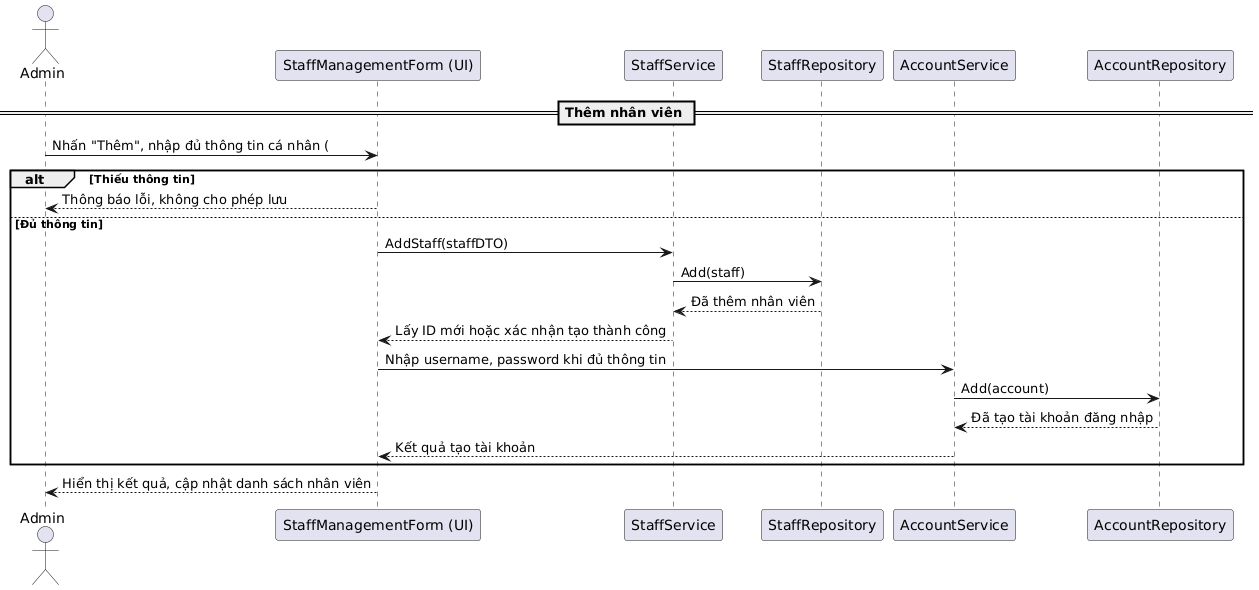 Admin
StaffManagementForm (UI)
StaffService
StaffRepository
AccountService
AccountRepository
Thêm nhân viên
Nhấn "Thêm", nhập đủ thông tin cá nhân (
alt
[Thiếu thông tin]
Thông báo lỗi, không cho phép lưu
[Đủ thông tin]
AddStaff(staffDTO)
Add(staff)
Đã thêm nhân viên
Lấy ID mới hoặc xác nhận tạo thành công
Nhập username, password khi đủ thông tin
Add(account)
Đã tạo tài khoản đăng nhập
Kết quả tạo tài khoản
Hiển thị kết quả, cập nhật danh sách nhân viên
Admin
StaffManagementForm (UI)
StaffService
StaffRepository
AccountService
AccountRepository